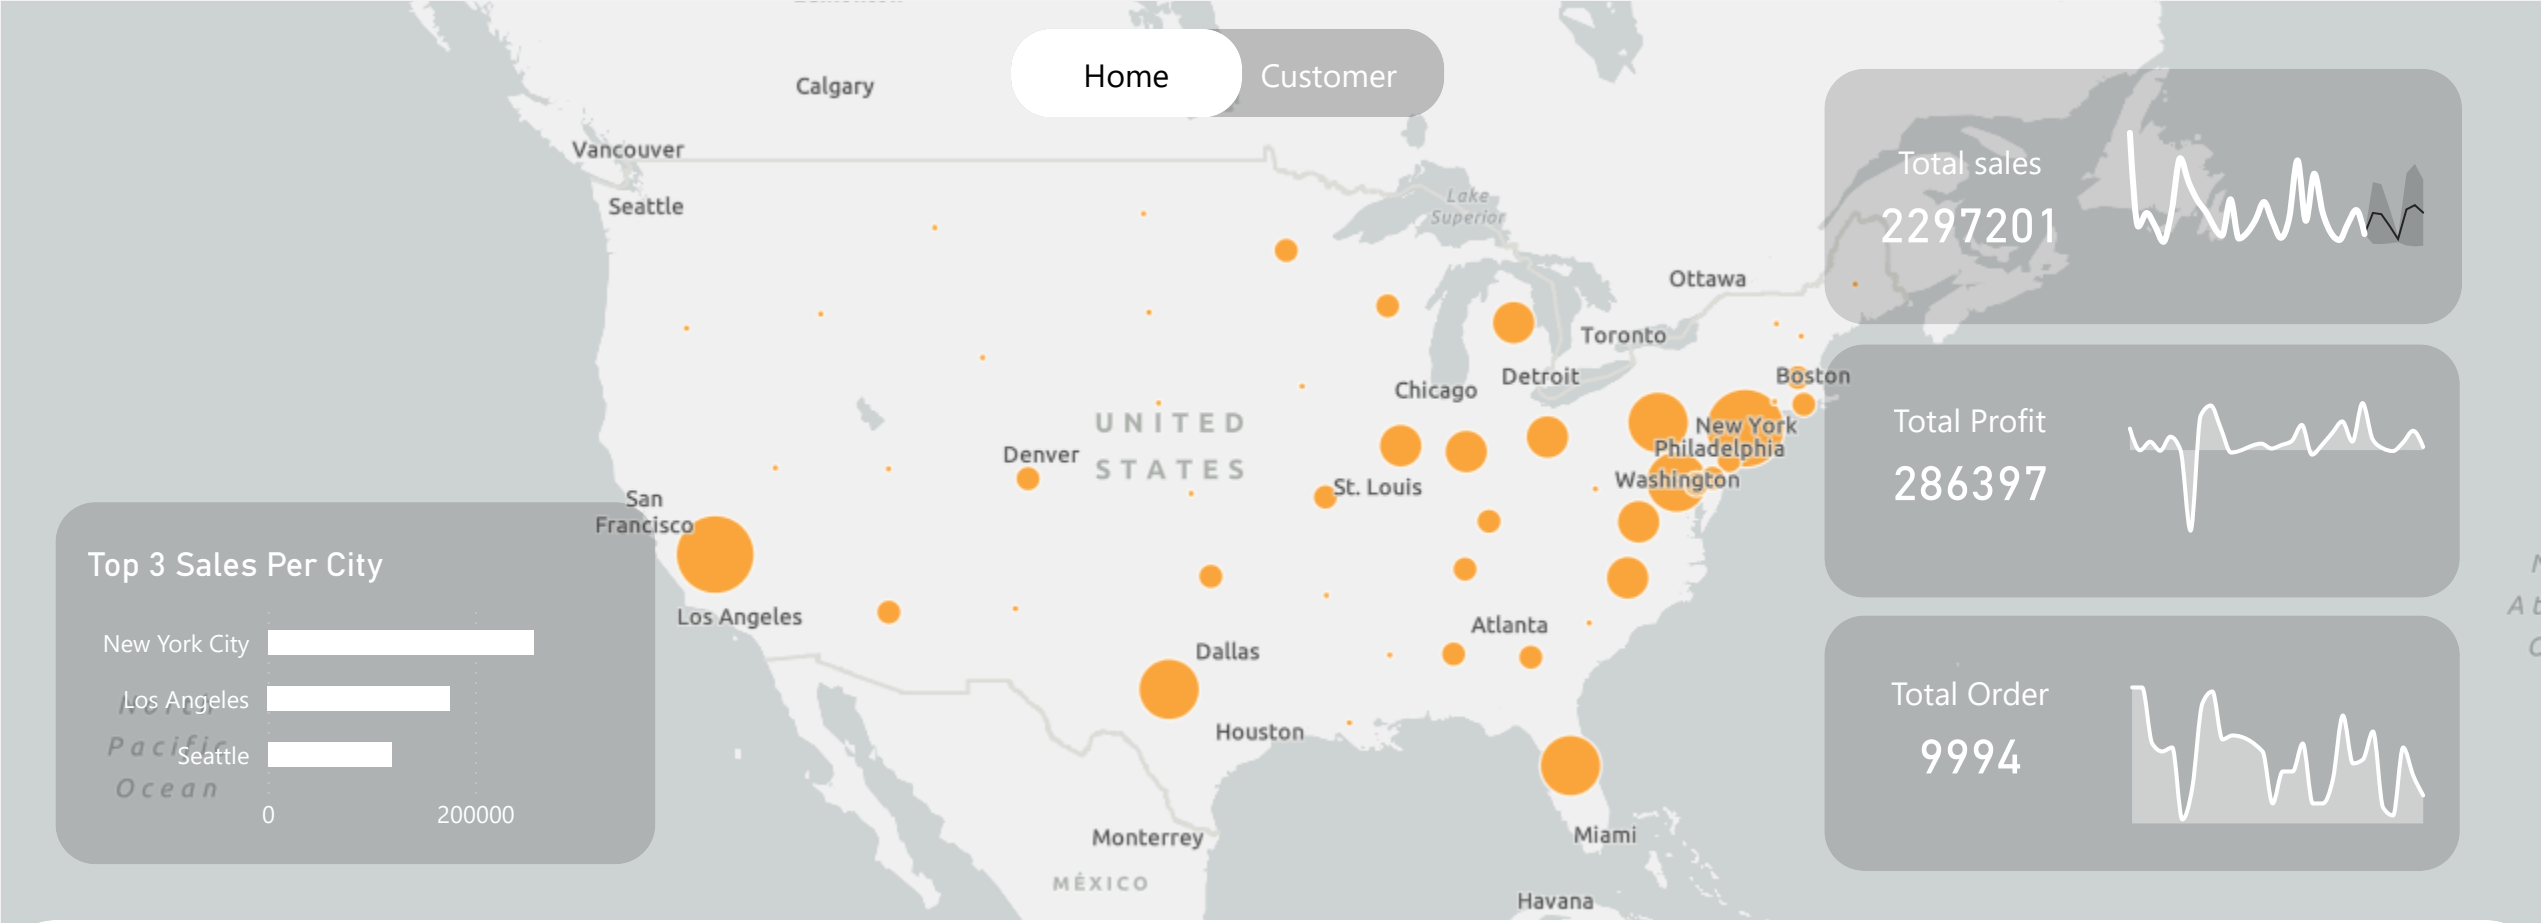 Home
Customer
Calgary
Vancouver
Seattle
Lake
Superior
Ottawa
Toronto
Detroit
Chicago
Boston
New York
Philadelphia
Washington
UNITED
STATES
Denver
St. Louis
San
Francisco
Los Angeles
Atlanta
Dallas
Houston
Miami
Monterrey
MÉXICO
Havana
North
Pacific
Ocean
Top 3 Sales Per City
New York City
Los Angeles
Seattle
0
200000
Total sales
2297201
Total Profit
286397
Total Order
9994